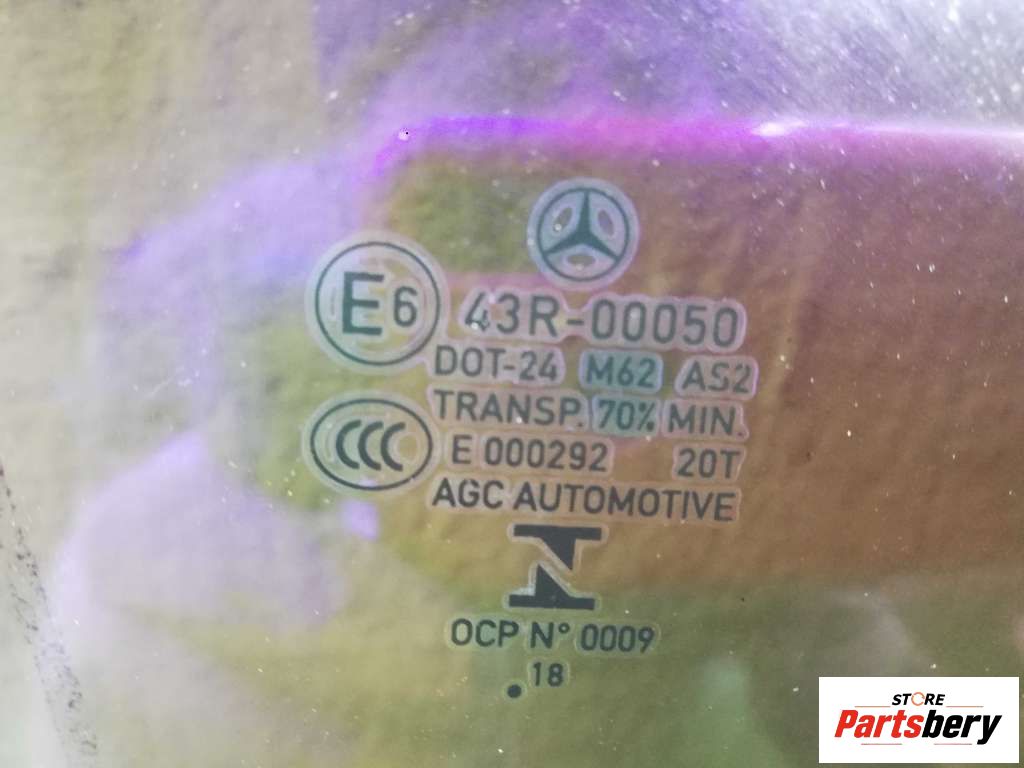 E6 43R-00050
DOT-24 M62 AS2
TRANSP. 70% MIN.
CCC E 000292 20T
AGC AUTOMOTIVE
OCP N° 0009
.18
STORE
Partsbery